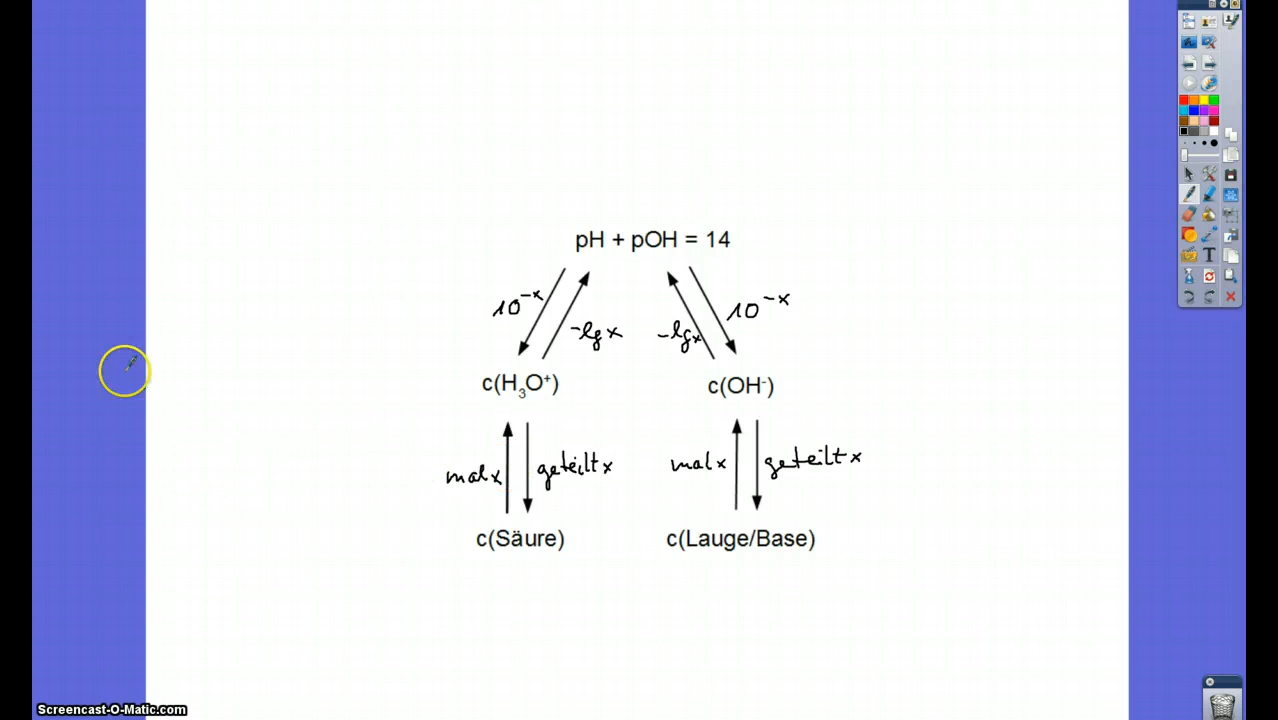 pH + pOH = 14
10⁻ˣ
-lg x
-lg x
10⁻ˣ
c(H₃O⁺)
c(OH⁻)
mal x
geteilt x
mal x
geteilt x
c(Säure)
c(Lauge/Base)
Screencast-O-Matic.com